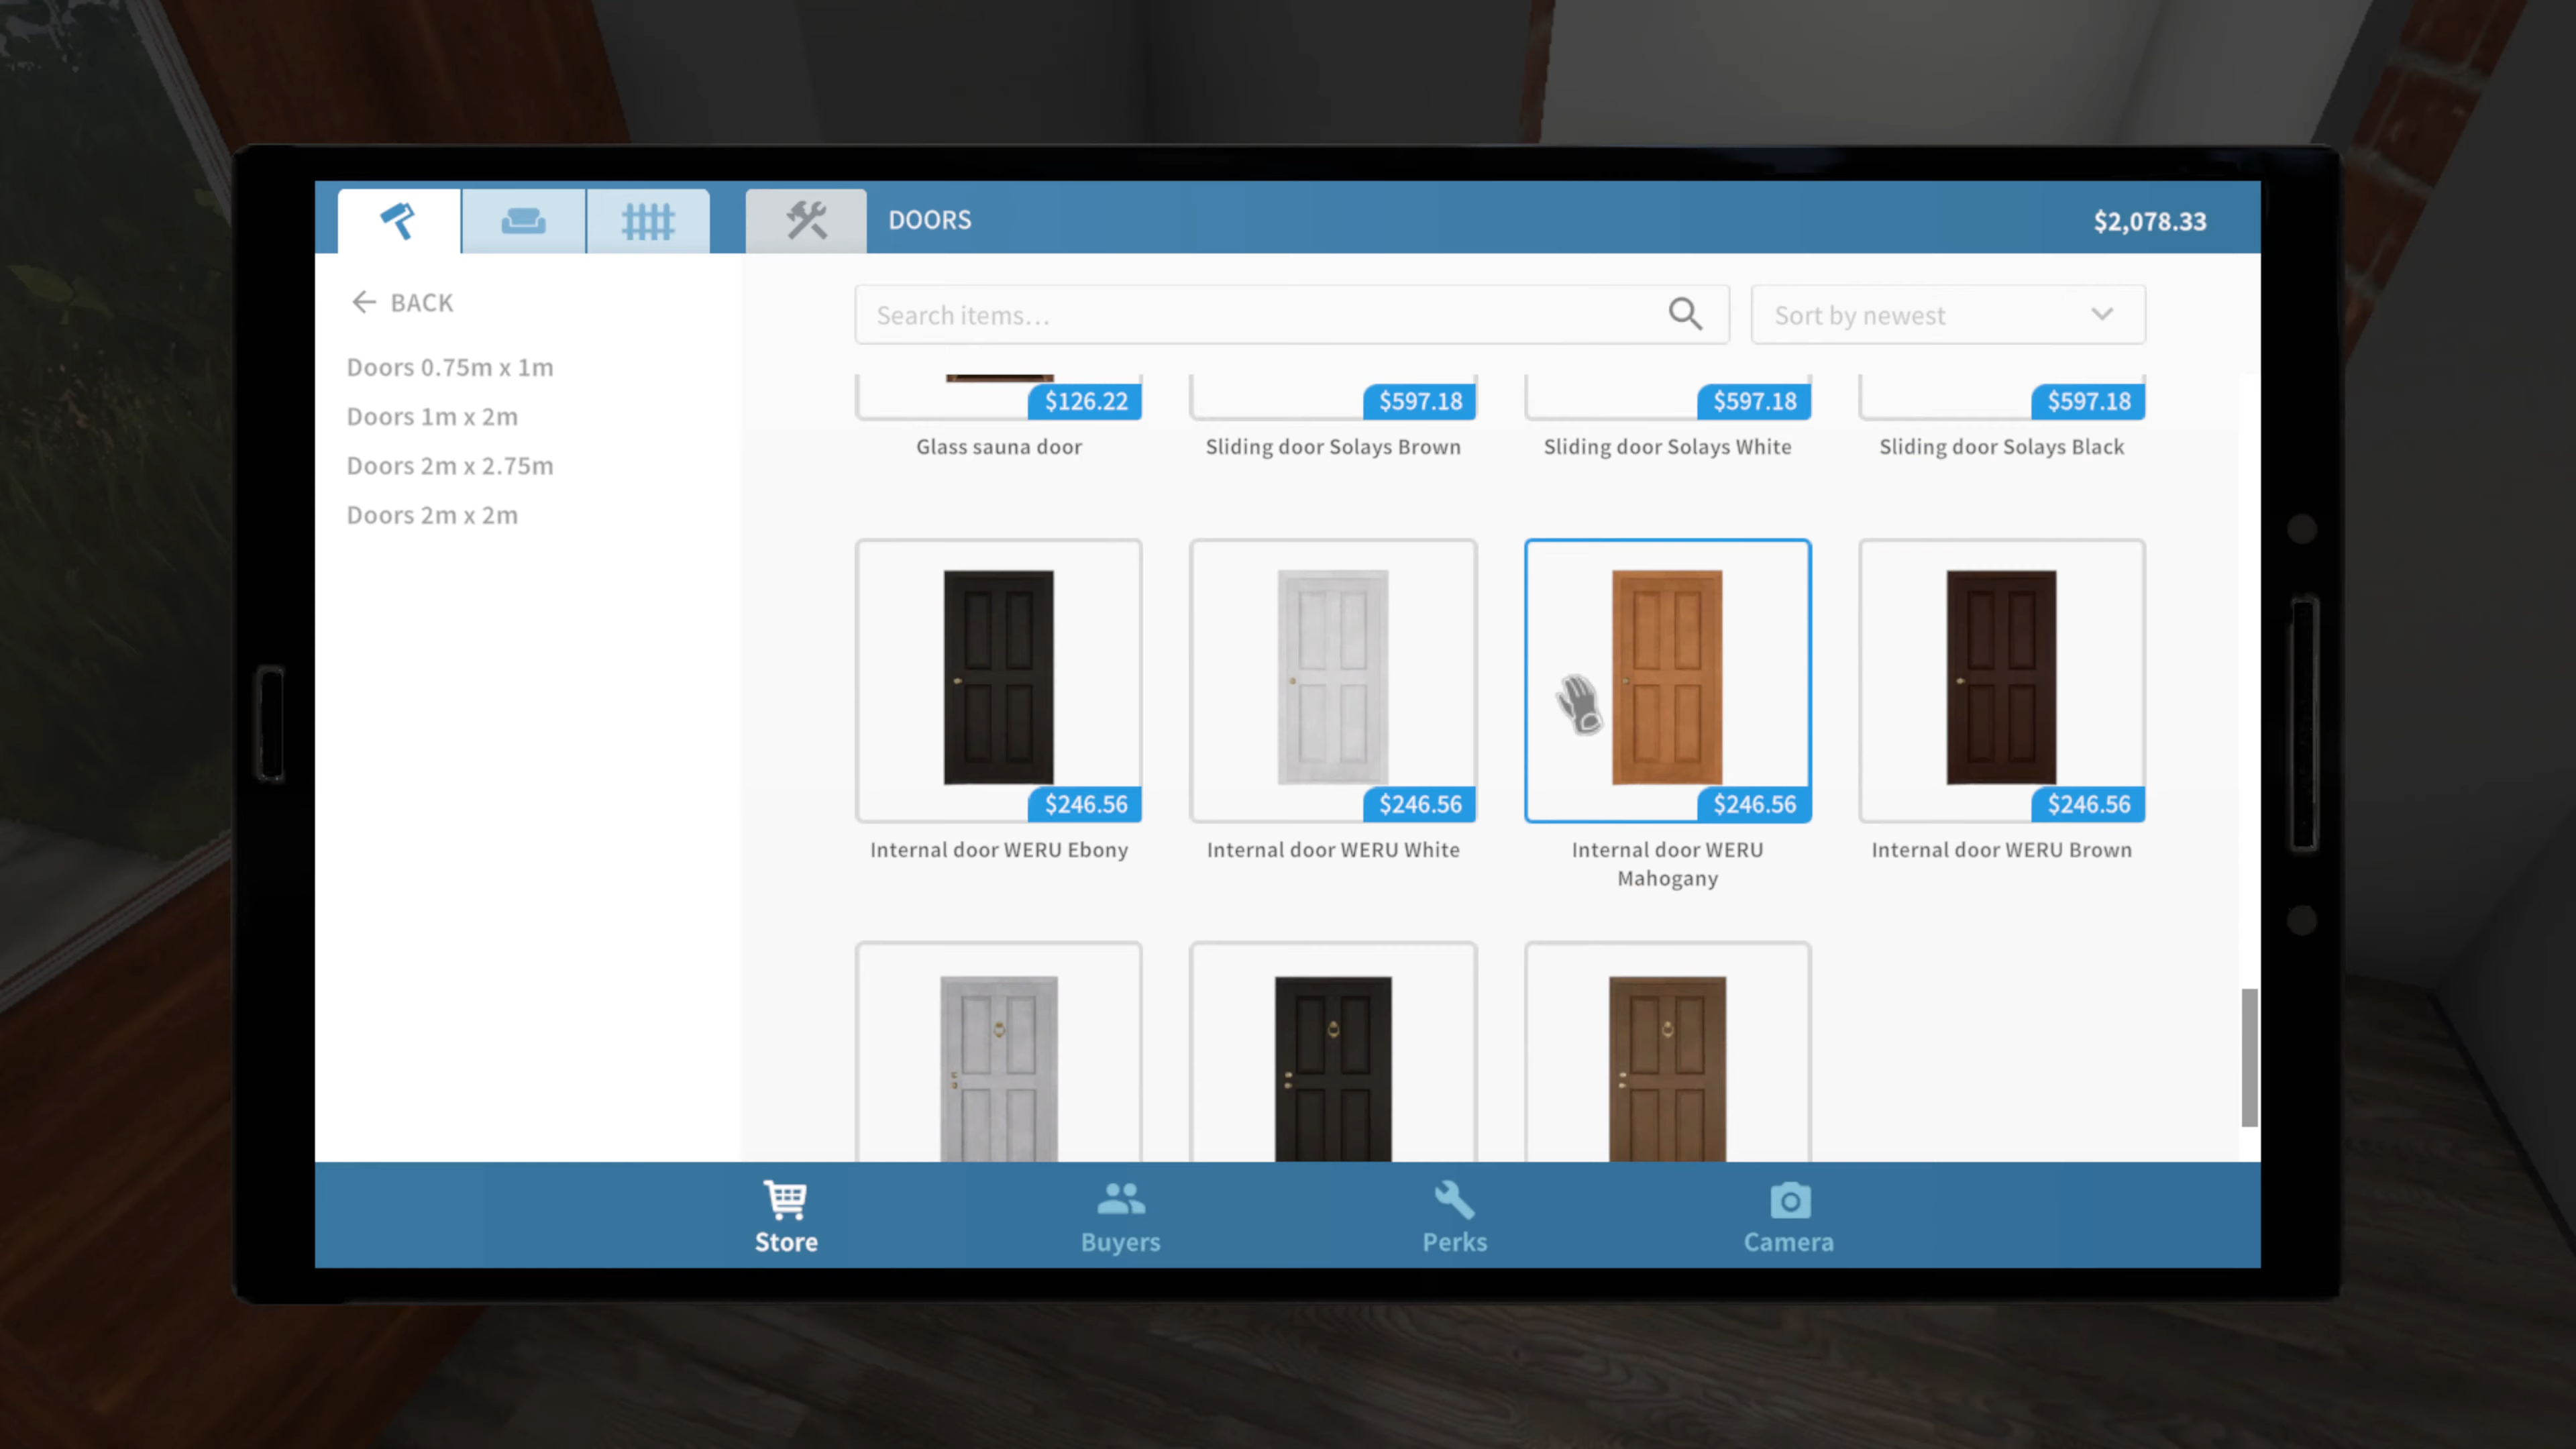 DOORS
$2,078.33
BACK
Search items...
Sort by newest
Doors 0.75m x 1m
Doors 1m x 2m
Doors 2m x 2.75m
Doors 2m x 2m
$126.22
$597.18
$597.18
$597.18
Glass sauna door
Sliding door Solays Brown
Sliding door Solays White
Sliding door Solays Black
$246.56
$246.56
$246.56
$246.56
Internal door WERU Ebony
Internal door WERU White
Internal door WERU
Mahogany
Internal door WERU Brown
Store
Buyers
Perks
Camera